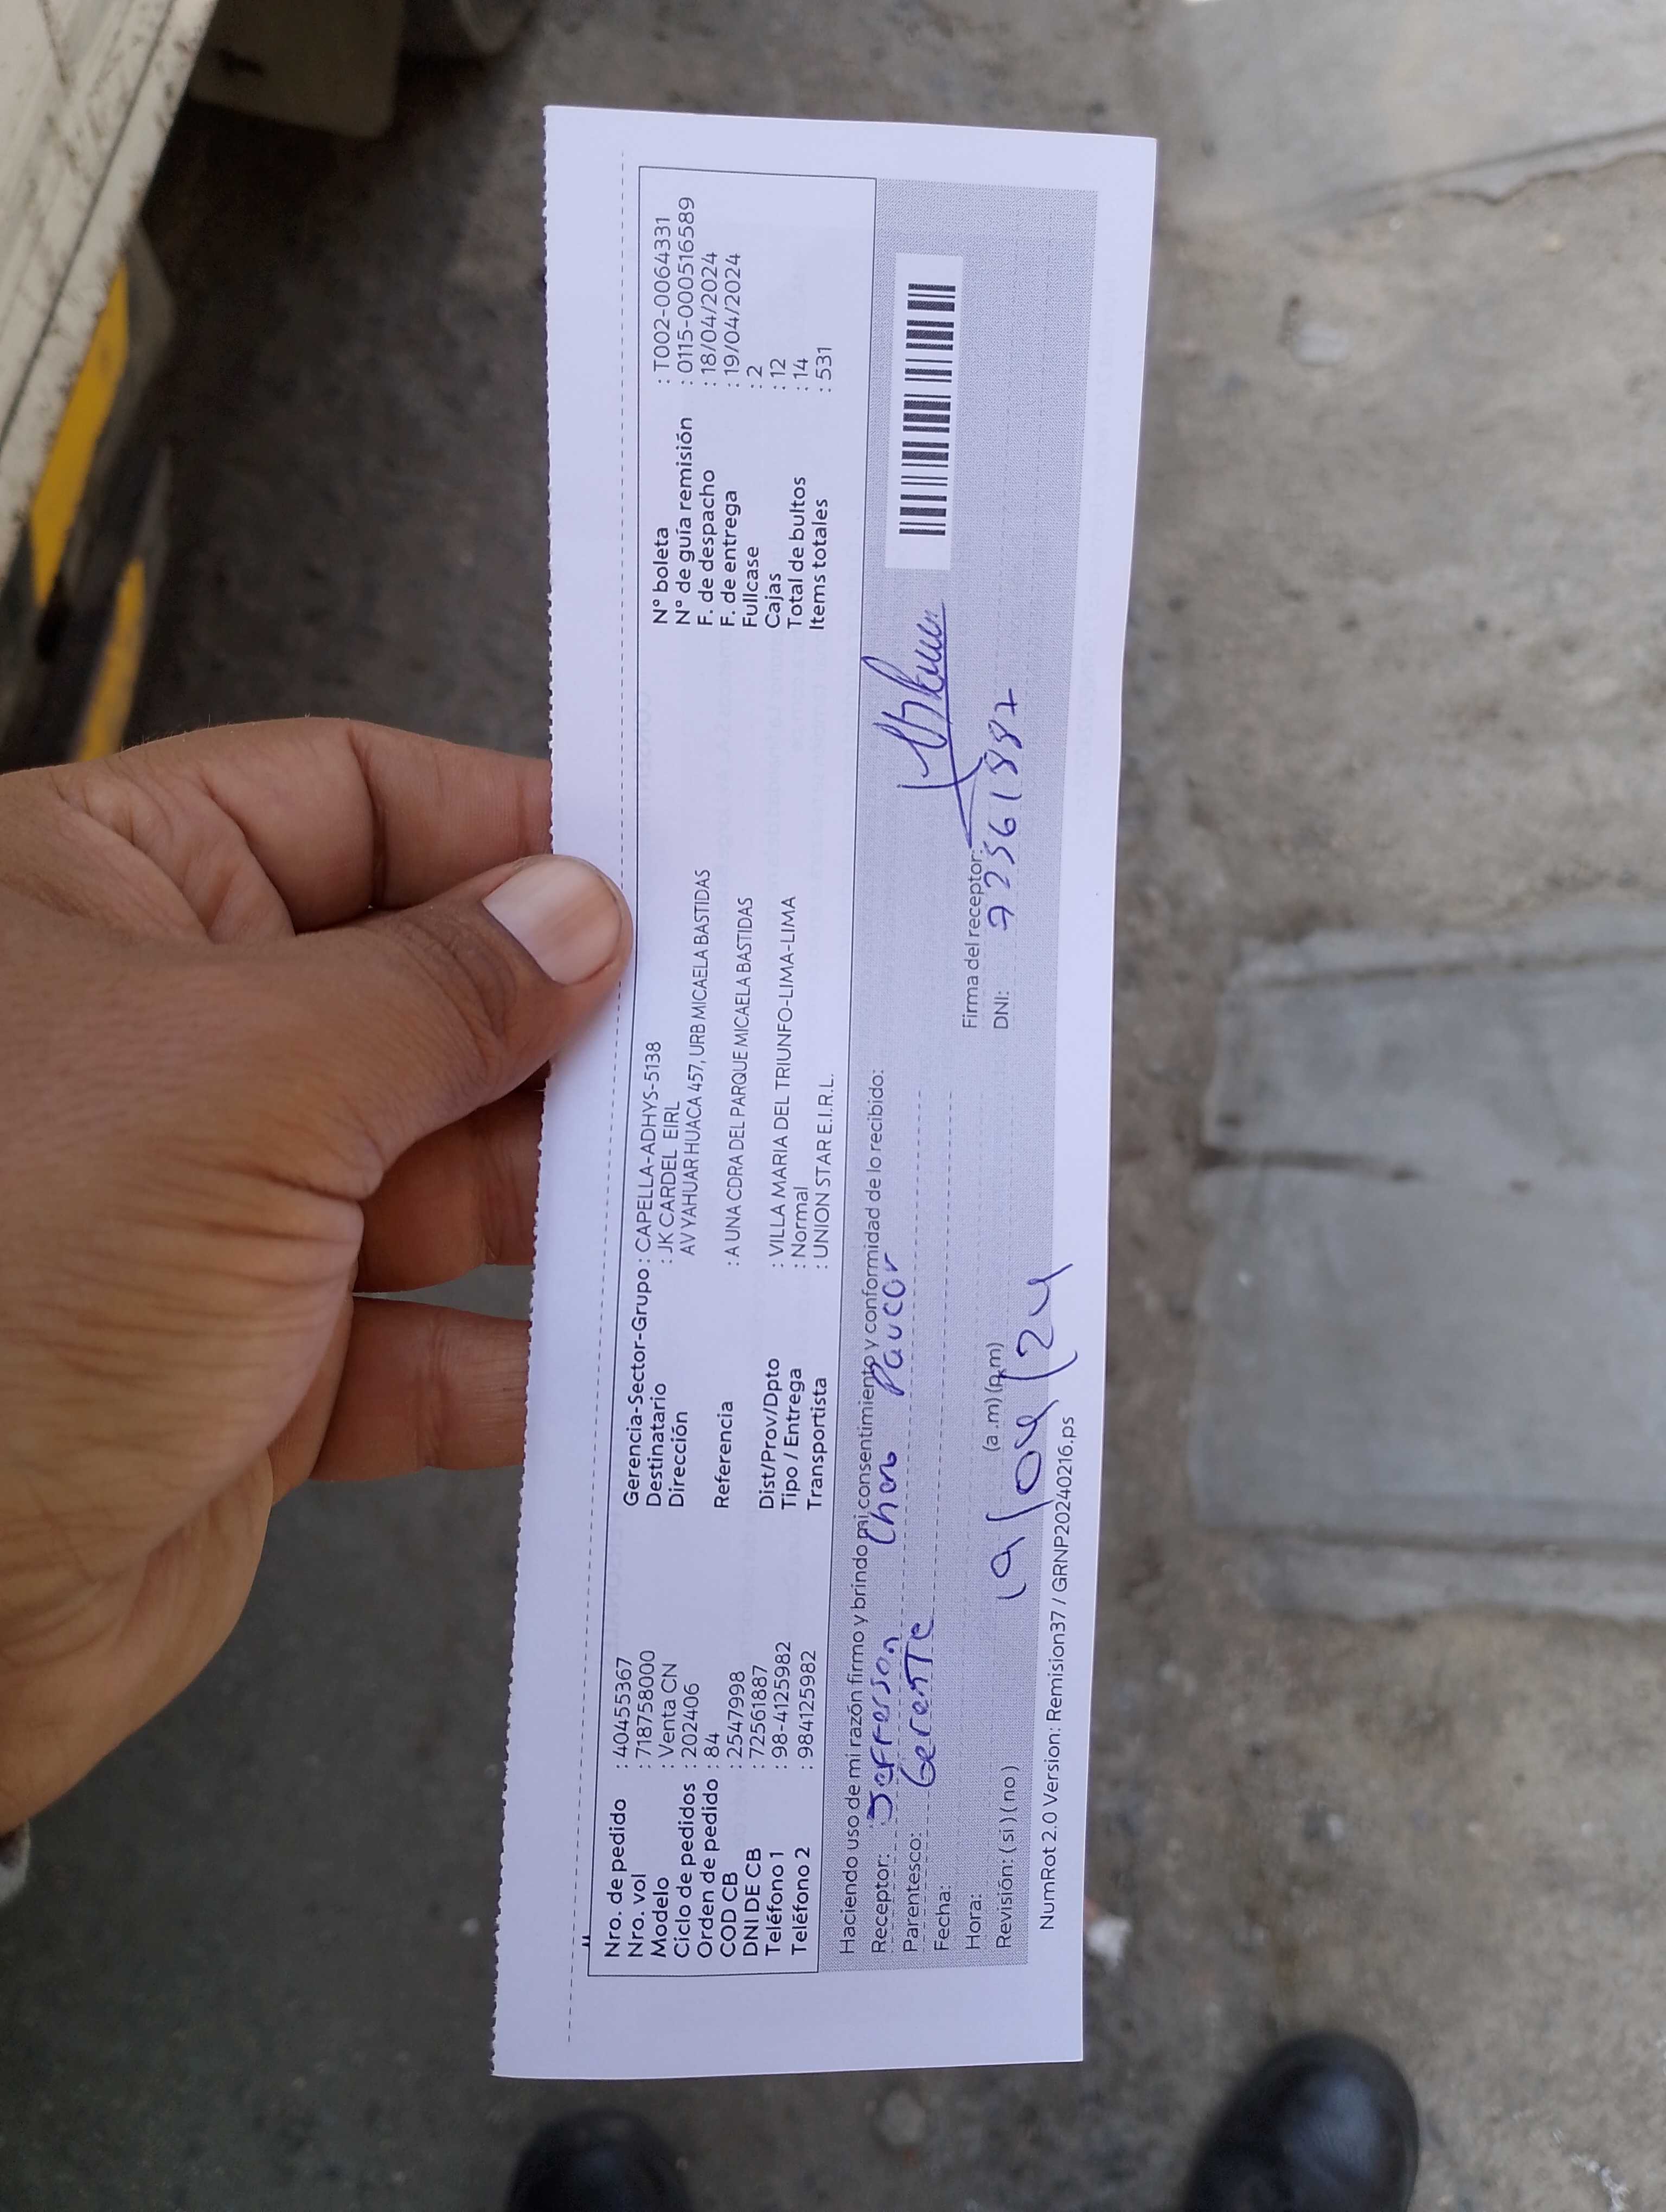 Nro. de pedido : 40455367
Nro. vol : 718758000
Modelo : Venta CN
Ciclo de pedidos : 202406
Orden de pedido : 84
COD CB : 2547998
DNI DE CB : 72561887
Teléfono 1 : 98-4125982
Teléfono 2 : 984125982
Gerencia-Sector-Grupo : CAPELLA-ADHYS-5138
Destinatario : JK CARDEL EIRL
Dirección AV YAHUAR HUACA 457, URB MICAELA BASTIDAS
Referencia : A UNA CDRA DEL PARQUE MICAELA BASTIDAS
Dist/Prov/Dpto : VILLA MARIA DEL TRIUNFO-LIMA-LIMA
Tipo / Entrega : Normal
Transportista : UNION STAR E.I.R.L.
N° boleta : T002-0064331
N° de guía remisión : 0115-0000516589
F. de despacho : 18/04/2024
F. de entrega : 19/04/2024
Fullcase : 2
Cajas : 12
Total de bultos : 14
Items totales : 531
Haciendo uso de mi razón firmo y brindo mi consentimiento y conformidad de lo recibido:
Receptor: Jefferson Paucar
Parentesco: Gerente
Fecha:
Hora: (a .m) (p.m)
Revisión: ( si ) ( no ) 19/04/24
Firma del receptor:
DNI: 72561887
NumRot 2.0 Version: Remision37 / GRNP20240216.ps